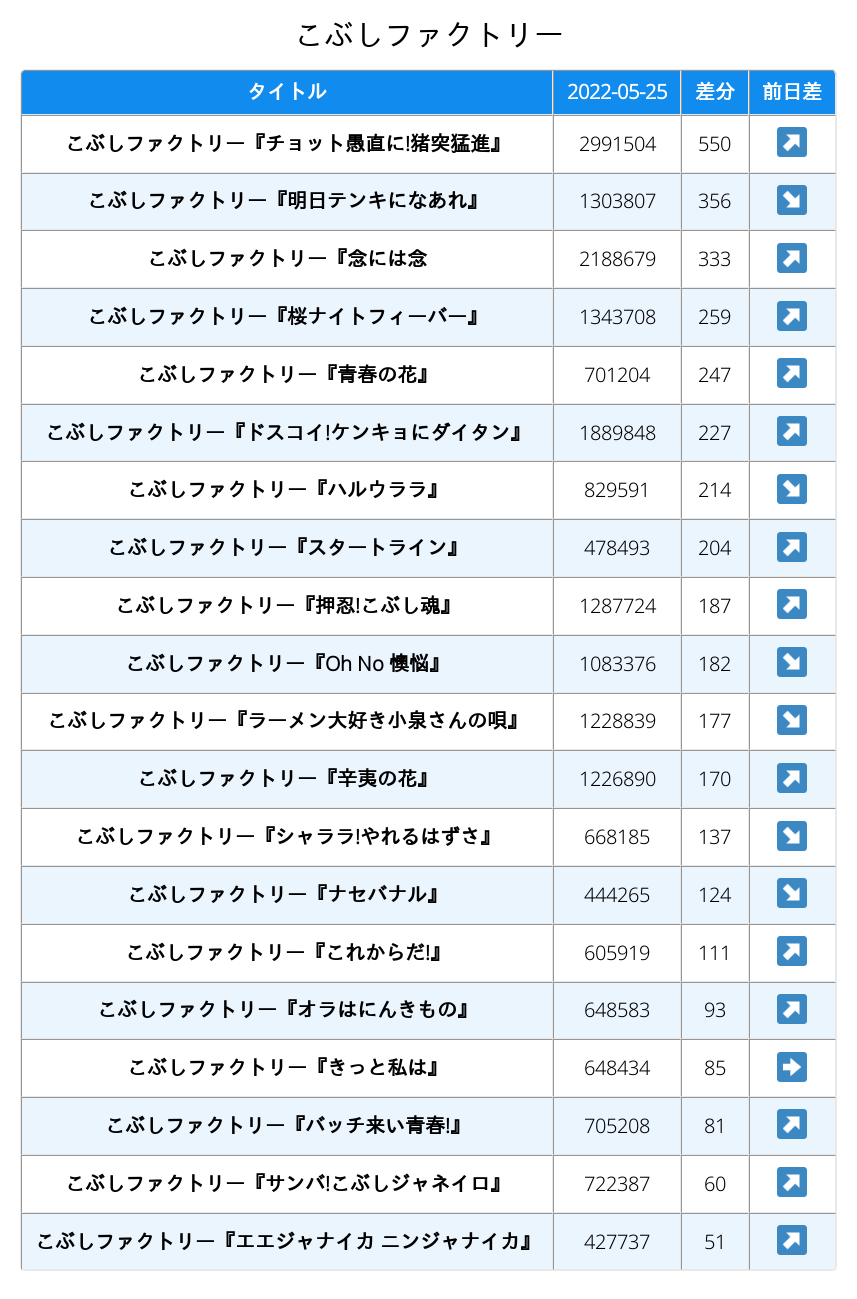 こぶしファクトリー
タイトル 2022-05-25 差分 前日差
こぶしファクトリー『チョット愚直に!猪突猛進』 2991504 550
こぶしファクトリー『明日テンキになあれ』 1303807 356
こぶしファクトリー『念には念 2188679 333
こぶしファクトリー『桜ナイトフィーバー』 1343708 259
こぶしファクトリー『青春の花』 701204 247
こぶしファクトリー『ドスコイ!ケンキョにダイタン』 1889848 227
こぶしファクトリー『ハルウララ』 829591 214
こぶしファクトリー『スタートライン』 478493 204
こぶしファクトリー『押忍!こぶし魂』 1287724 187
こぶしファクトリー『Oh No 懊悩』 1083376 182
こぶしファクトリー『ラーメン大好き小泉さんの唄』 1228839 177
こぶしファクトリー『辛夷の花』 1226890 170
こぶしファクトリー『シャララ!やれるはずさ』 668185 137
こぶしファクトリー『ナセバナル』 444265 124
こぶしファクトリー『これからだ!』 605919 111
こぶしファクトリー『オラはにんきもの』 648583 93
こぶしファクトリー『きっと私は』 648434 85
こぶしファクトリー『バッチ来い青春!』 705208 81
こぶしファクトリー『サンバ!こぶしジャネイロ』 722387 60
こぶしファクトリー『エエジャナイカ ニンジャナイカ』 427737 51